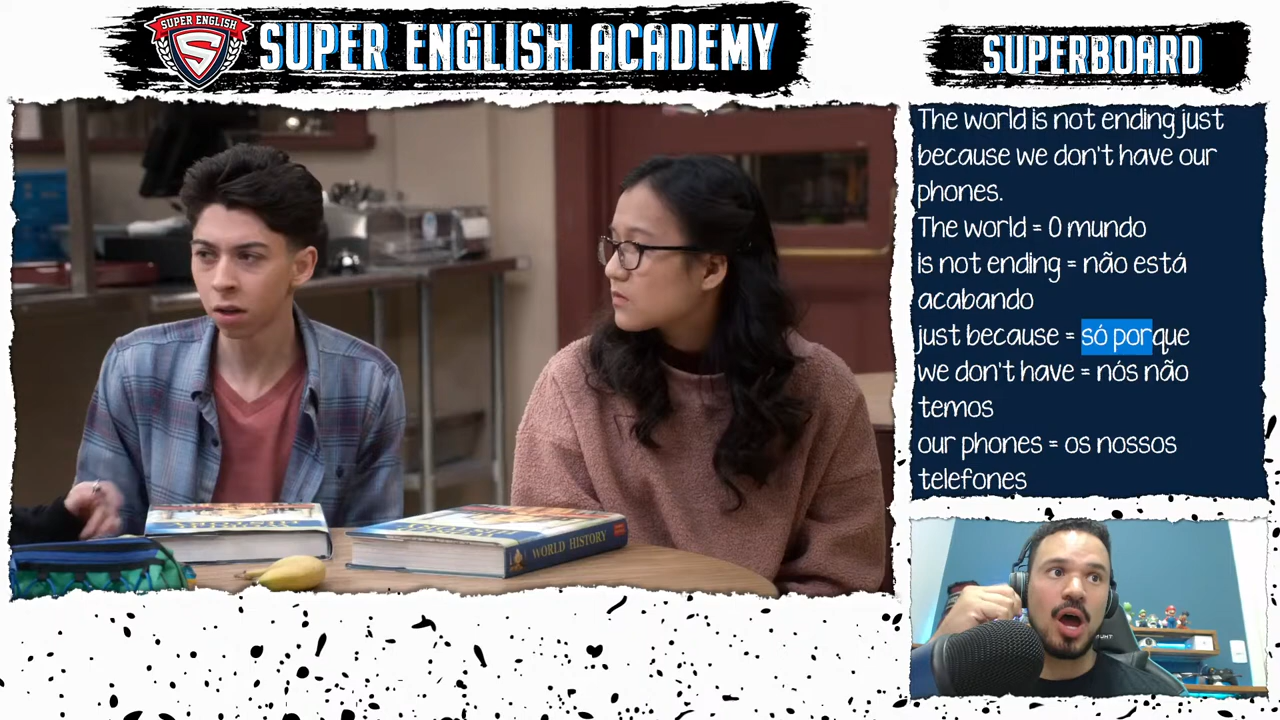 SUPER ENGLISH
S
SUPER ENGLISH ACADEMY
SUPERBOARD
The world is not ending just
because we don't have our
phones.
The world = O mundo
is not ending = não está
acabando
just because = só porque
we don't have = nós não
temos
our phones = os nossos
telefones
WORLD HISTORY